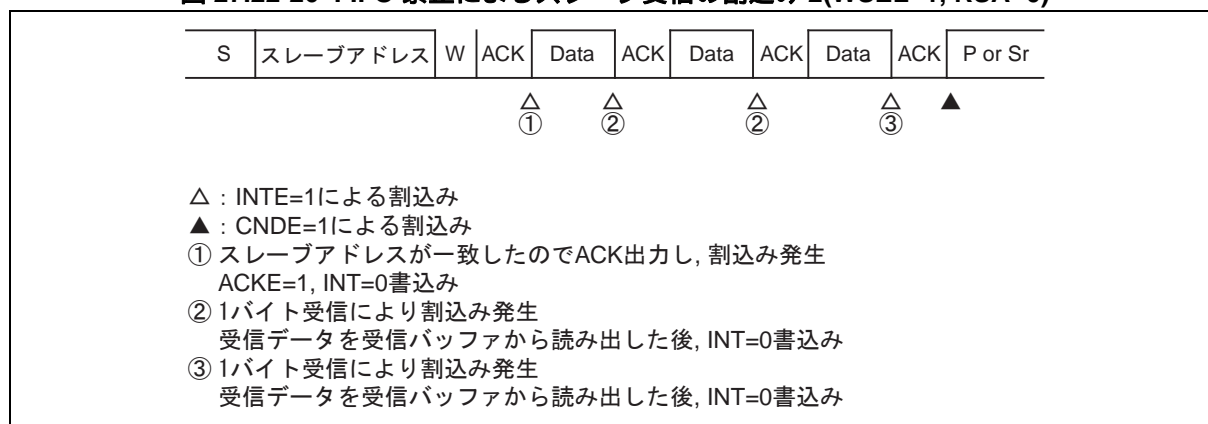 S スレーブアドレス W ACK Data ACK Data ACK Data ACK P or Sr
△ △ △ △ ▲
① ② ② ③
△:INTE=1による割込み
▲:CNDE=1による割込み
① スレーブアドレスが一致したのでACK出力し, 割込み発生
ACKE=1, INT=0書込み
② 1バイト受信により割込み発生
受信データを受信バッファから読み出した後, INT=0書込み
③ 1バイト受信により割込み発生
受信データを受信バッファから読み出した後, INT=0書込み